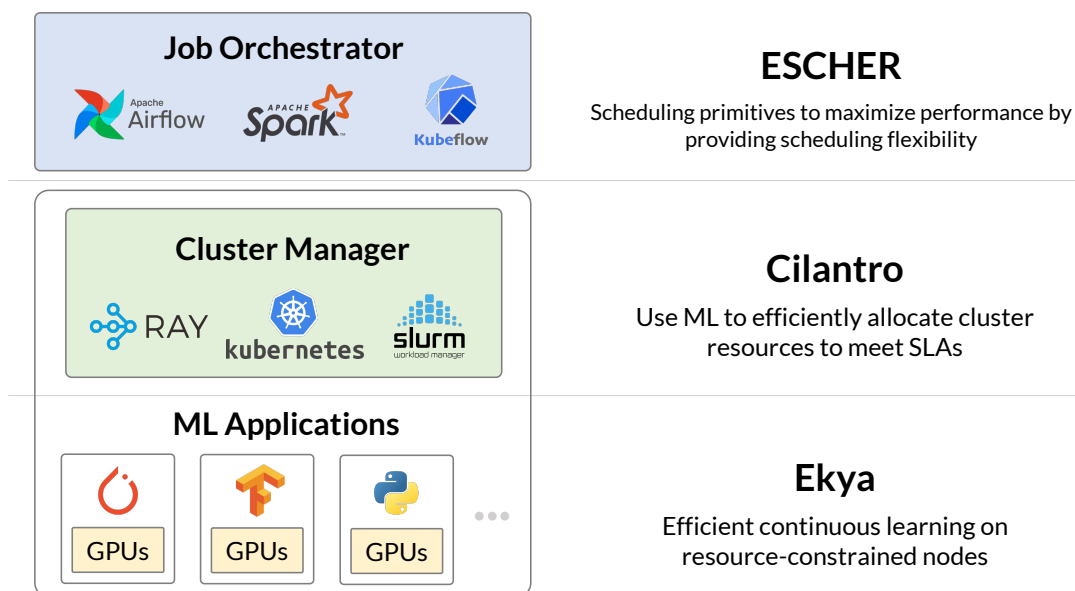 Job Orchestrator
Apache
Airflow
APACHE
Spark
TM
Kubeflow
ESCHER
Scheduling primitives to maximize performance by
providing scheduling flexibility
Cluster Manager
RAY
kubernetes
slurm
workload manager
Cilantro
Use ML to efficiently allocate cluster
resources to meet SLAs
ML Applications
GPUs
GPUs
GPUs
Ekya
Efficient continuous learning on
resource-constrained nodes